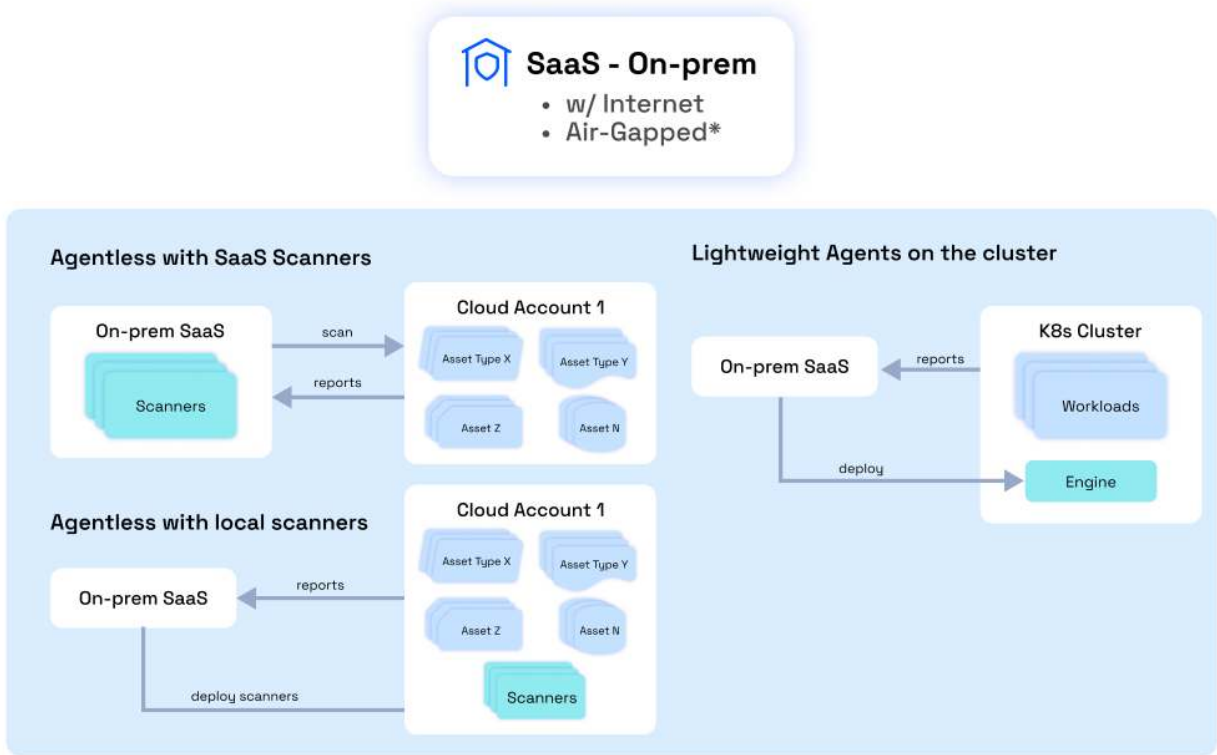 SaaS - On-prem
• w/ Internet
• Air-Gapped*
Agentless with SaaS Scanners
On-prem SaaS
Scanners
scan
reports
Cloud Account 1
Asset Type X
Asset Type Y
Asset Z
Asset N
Agentless with local scanners
On-prem SaaS
reports
deploy scanners
Cloud Account 1
Asset Type X
Asset Type Y
Asset Z
Asset N
Scanners
Lightweight Agents on the cluster
On-prem SaaS
reports
deploy
K8s Cluster
Workloads
Engine